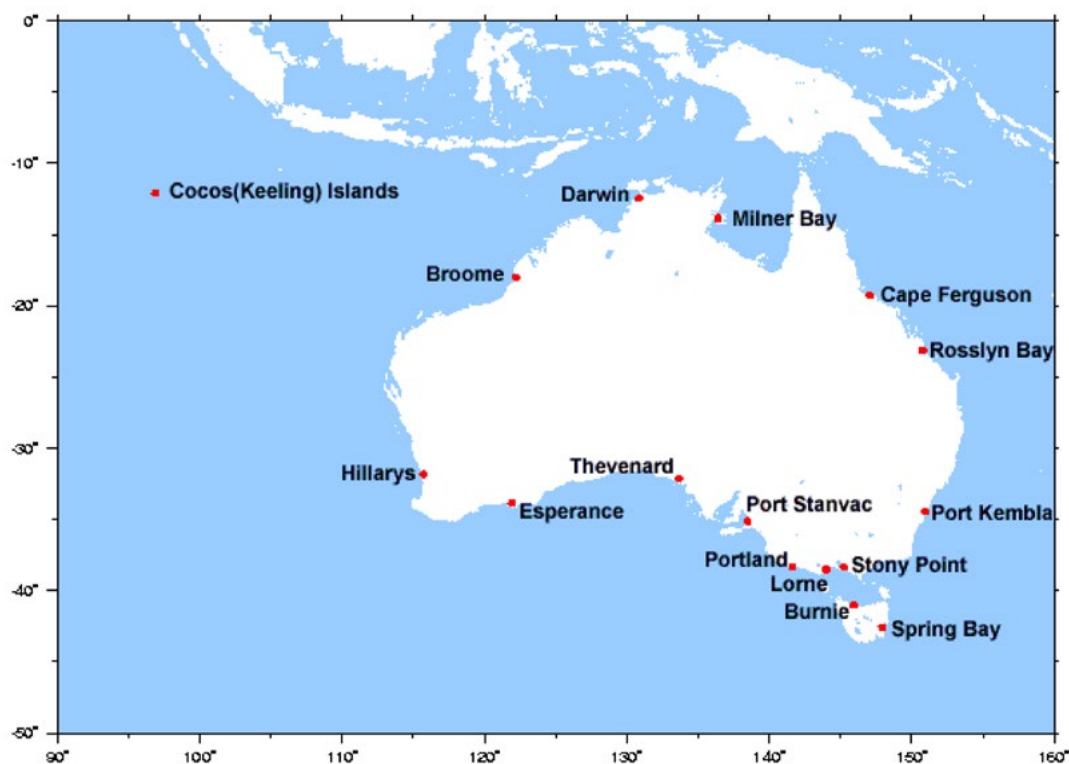 0°
-10°
Cocos(Keeling) Islands
Darwin
Milner Bay
Broome
Cape Ferguson
-20°
Rosslyn Bay
-30°
Thevenard
Hillarys
Port Stanvac
Esperance
Port Kembla
Portland
Stony Point
Lorne
-40°
Burnie
Spring Bay
-50°
90°
100°
110°
120°
130°
140°
150°
160°